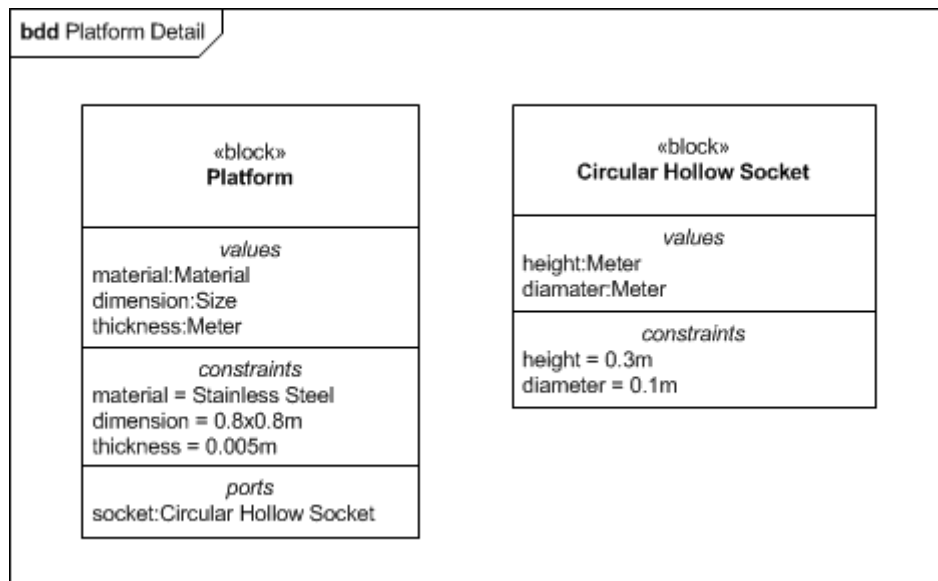 bdd Platform Detail
«block»
Platform
values
material:Material
dimension:Size
thickness:Meter
constraints
material = Stainless Steel
dimension = 0.8x0.8m
thickness = 0.005m
ports
socket:Circular Hollow Socket
«block»
Circular Hollow Socket
values
height:Meter
diamater:Meter
constraints
height = 0.3m
diameter = 0.1m